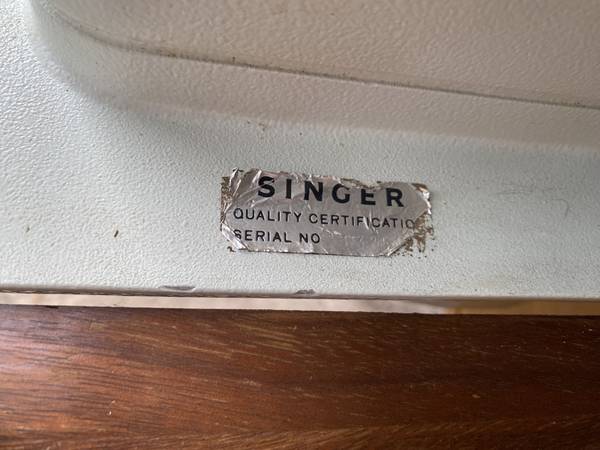 SINGER
QUALITY CERTIFICATIO
SERIAL NO